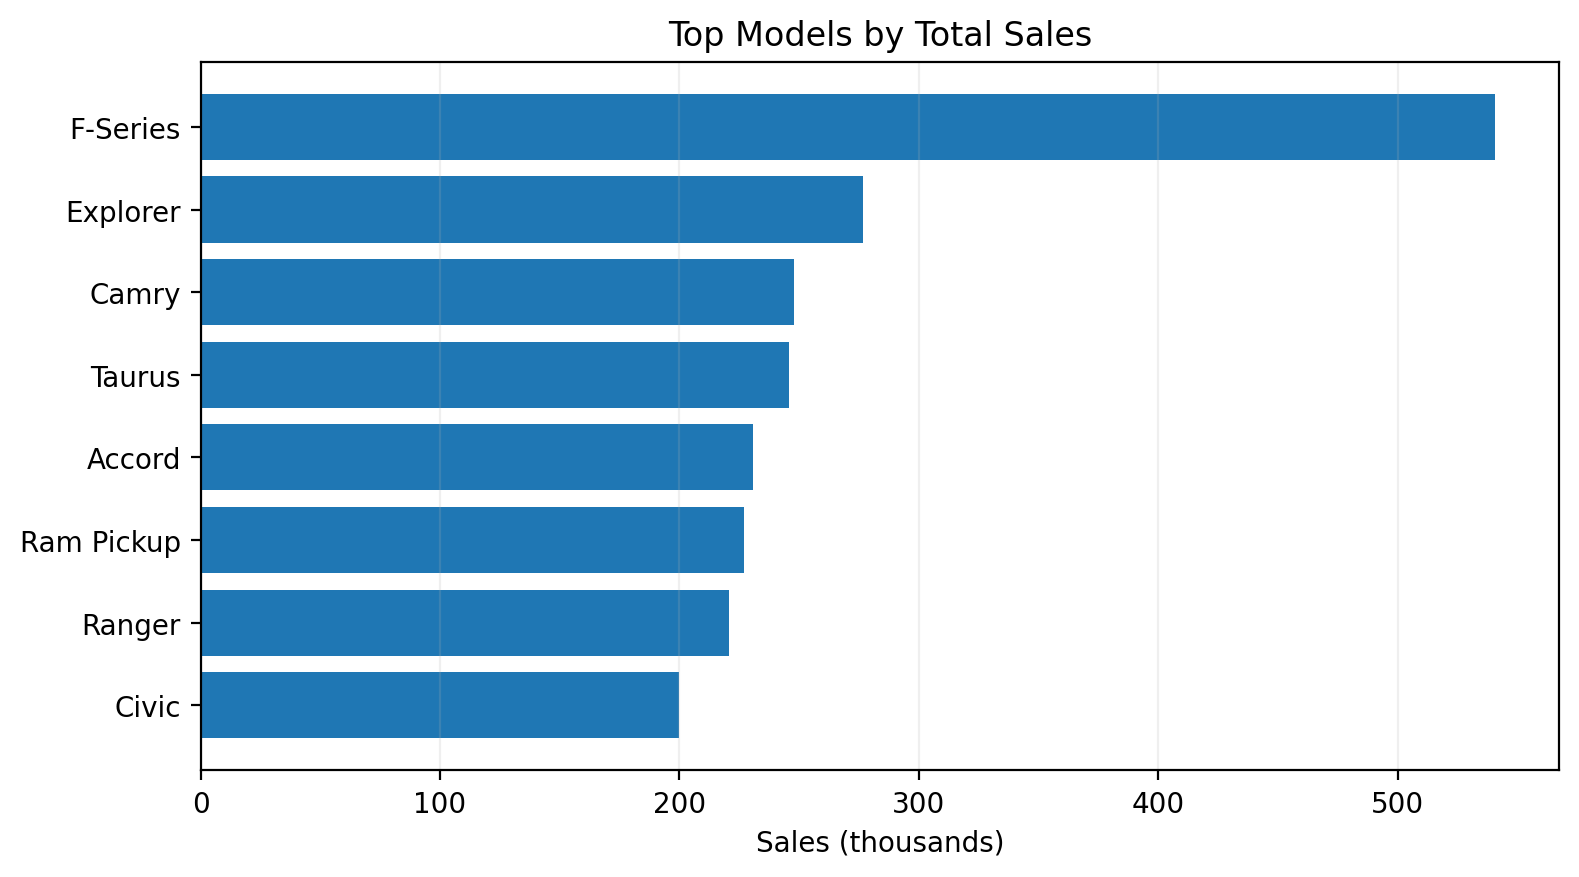 Top Models by Total Sales
F-Series
Explorer
Camry
Taurus
Accord
Ram Pickup
Ranger
Civic
0 100 200 300 400 500
Sales (thousands)